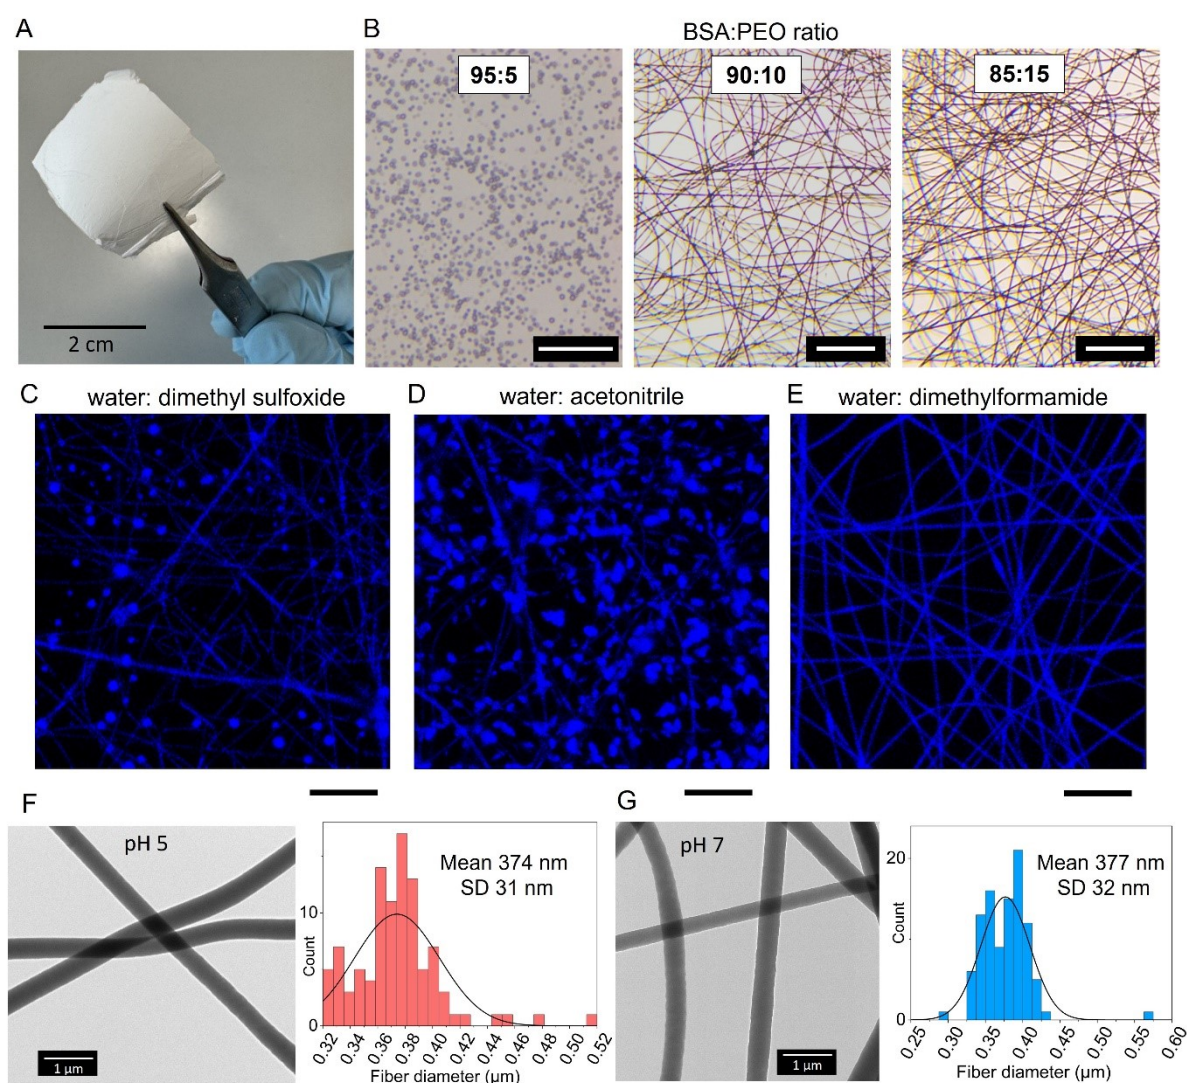 A
B
BSA:PEO ratio
95:5
90:10
85:15
2 cm
C
water: dimethyl sulfoxide
D
water: acetonitrile
E
water: dimethylformamide
F
pH 5
1 µm
Mean 374 nm
SD 31 nm
Count
10
0
0.32
0.34
0.36
0.38
0.40
0.42
0.44
0.46
0.48
0.50
0.52
Fiber diameter (µm)
G
pH 7
1 µm
Mean 377 nm
SD 32 nm
Count
20
10
0
0.25
0.30
0.35
0.40
0.45
0.50
0.55
0.60
Fiber diameter (µm)